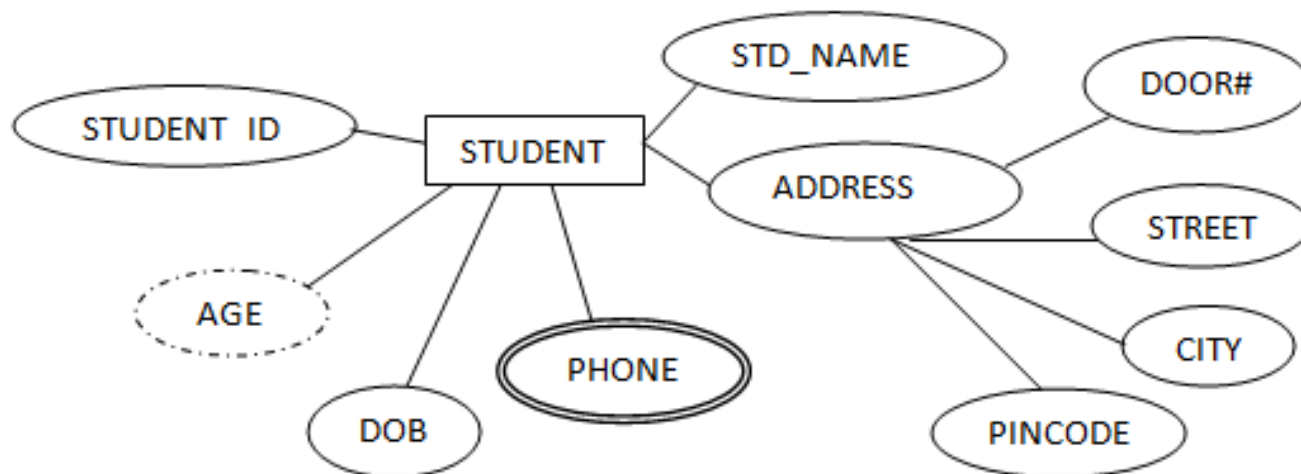 STD_NAME
DOOR#
STUDENT ID
STUDENT
ADDRESS
STREET
AGE
CITY
PHONE
DOB
PINCODE